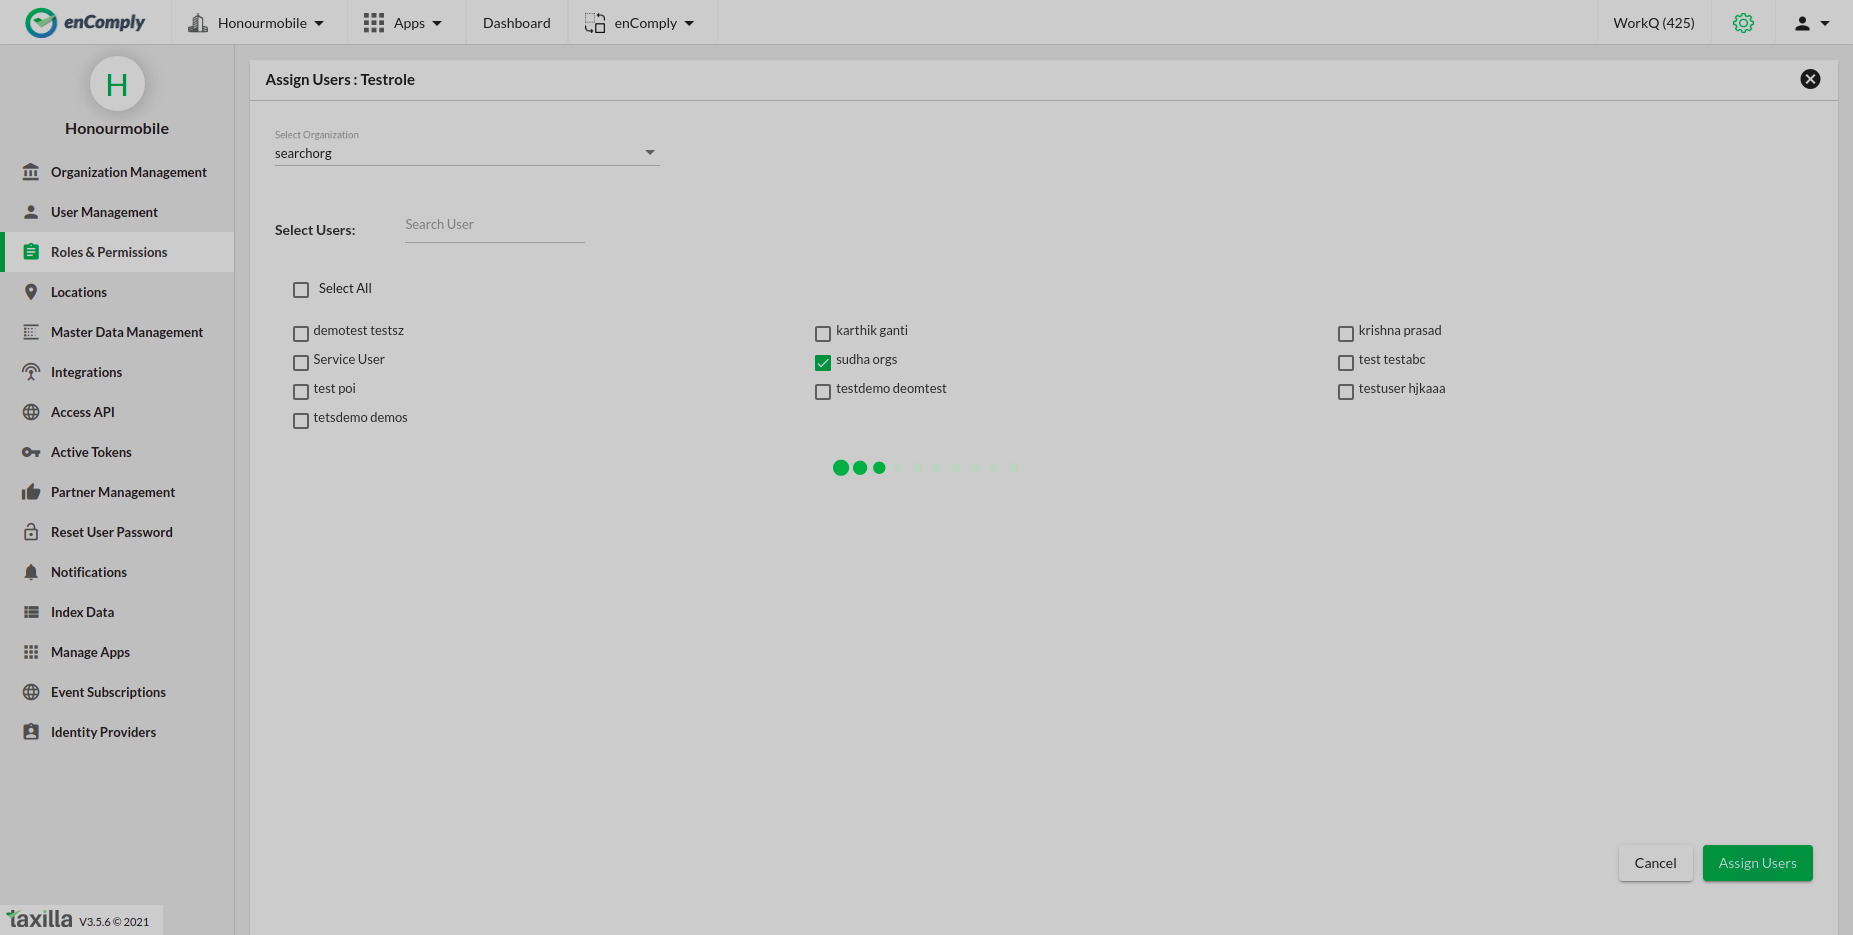 enComply
Honourmobile
Apps
Dashboard
enComply
WorkQ (425)
H
Honourmobile
Organization Management
User Management
Roles & Permissions
Locations
Master Data Management
Integrations
Access API
Active Tokens
Partner Management
Reset User Password
Notifications
Index Data
Manage Apps
Event Subscriptions
Identity Providers
taxilla V3.5.6 © 2021
Assign Users : Testrole
Select Organization
searchorg
Select Users:
Search User
Select All
demotest testsz
karthik ganti
krishna prasad
Service User
sudha orgs
test testabc
test poi
testdemo deomtest
testuser hjkaaa
tetsdemo demos
Cancel
Assign Users